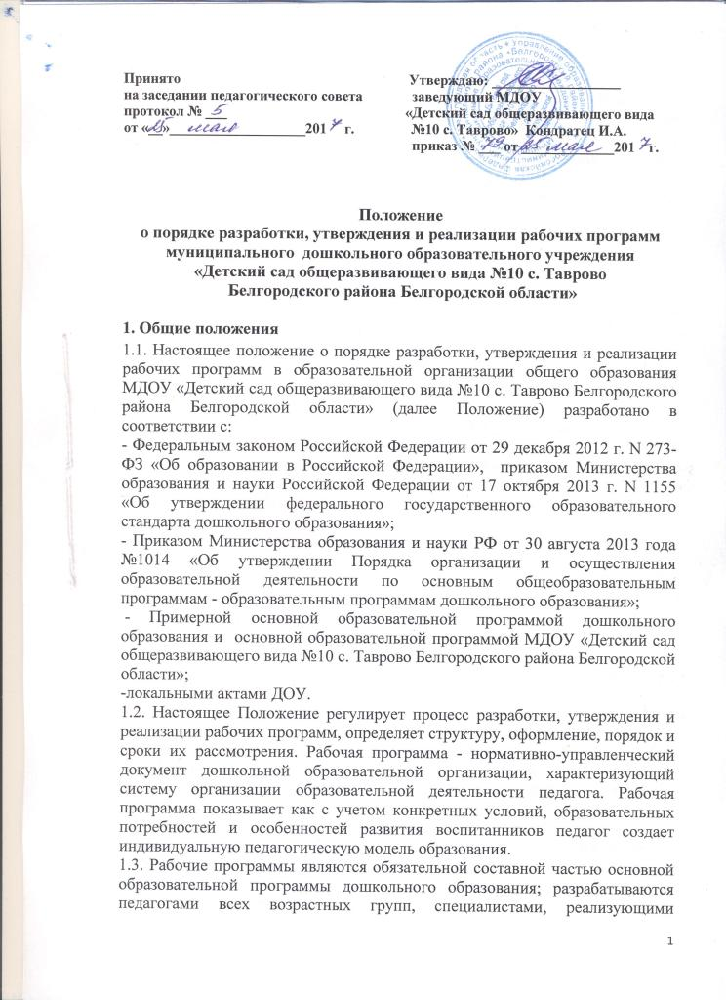 Принято
на заседании педагогического совета
протокол № 5
от «25» мая 2017 г.
Утверждаю:
заведующий МДОУ
«Детский сад общеразвивающего вида
№10 с. Таврово» Кондратец И.А.
приказ № 79 от 25 мая 2017г.
Положение
о порядке разработки, утверждения и реализации рабочих программ
муниципального дошкольного образовательного учреждения
«Детский сад общеразвивающего вида №10 с. Таврово
Белгородского района Белгородской области»
1. Общие положения
1.1. Настоящее положение о порядке разработки, утверждения и реализации
рабочих программ в образовательной организации общего образования
МДОУ «Детский сад общеразвивающего вида №10 с. Таврово Белгородского
района Белгородской области» (далее Положение) разработано в
соответствии с:
- Федеральным законом Российской Федерации от 29 декабря 2012 г. N 273-
ФЗ «Об образовании в Российской Федерации», приказом Министерства
образования и науки Российской Федерации от 17 октября 2013 г. N 1155
«Об утверждении федерального государственного образовательного
стандарта дошкольного образования»;
- Приказом Министерства образования и науки РФ от 30 августа 2013 года
№1014 «Об утверждении Порядка организации и осуществления
образовательной деятельности по основным общеобразовательным
программам - образовательным программам дошкольного образования»;
- Примерной основной образовательной программой дошкольного
образования и основной образовательной программой МДОУ «Детский сад
общеразвивающего вида №10 с. Таврово Белгородского района Белгородской
области»;
-локальными актами ДОУ.
1.2. Настоящее Положение регулирует процесс разработки, утверждения и
реализации рабочих программ, определяет структуру, оформление, порядок и
сроки их рассмотрения. Рабочая программа - нормативно-управленческий
документ дошкольной образовательной организации, характеризующий
систему организации образовательной деятельности педагога. Рабочая
программа показывает как с учетом конкретных условий, образовательных
потребностей и особенностей развития воспитанников педагог создает
индивидуальную педагогическую модель образования.
1.3. Рабочие программы являются обязательной составной частью основной
образовательной программы дошкольного образования; разрабатываются
педагогами всех возрастных групп, специалистами, реализующими
1